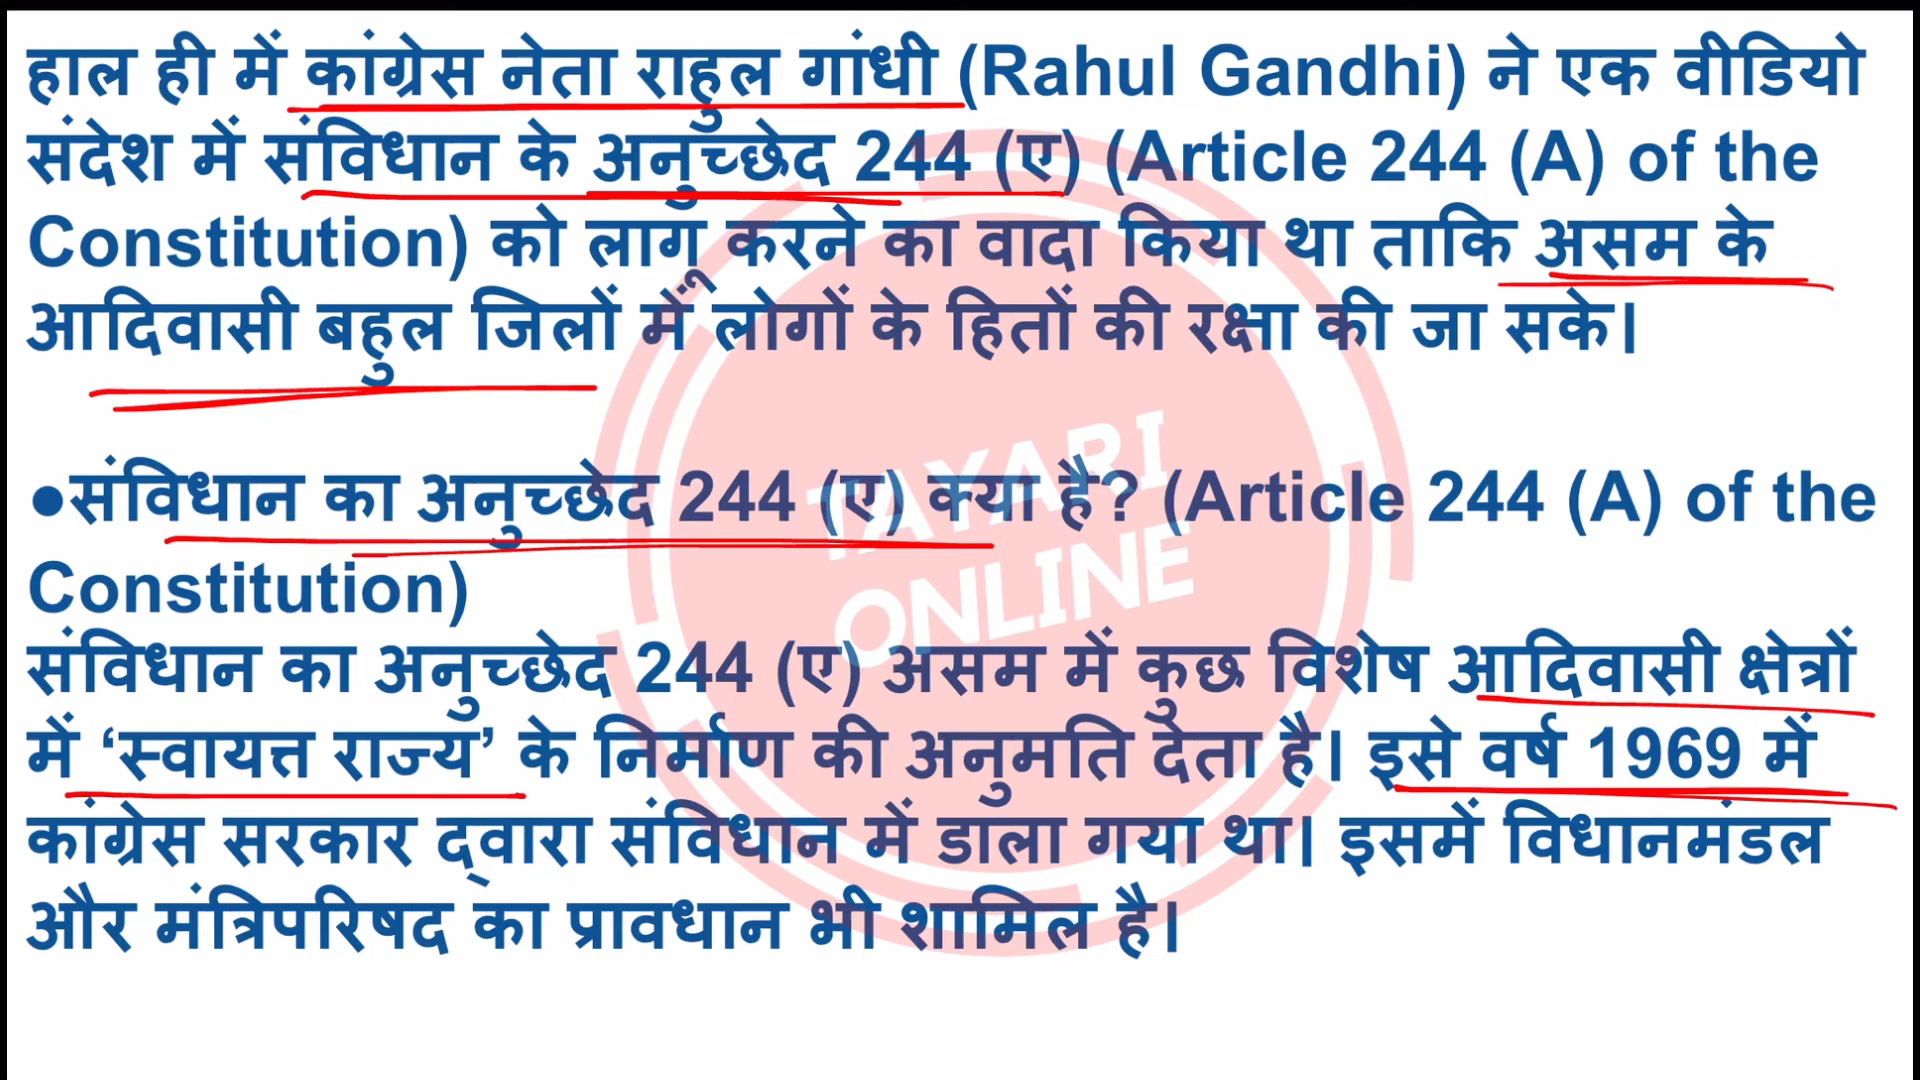 हाल ही में कांग्रेस नेता राहुल गांधी (Rahul Gandhi) ने एक वीडियो
संदेश में संविधान के अनुच्छेद 244 (ए) (Article 244 (A) of the
Constitution) को लागू करने का वादा किया था ताकि असम के
आदिवासी बहुल जिलों में लोगों के हितों की रक्षा की जा सके।
●संविधान का अनुच्छेद 244 (ए) क्या है? (Article 244 (A) of the
Constitution)
संविधान का अनुच्छेद 244 (ए) असम में कुछ विशेष आदिवासी क्षेत्रों
में ‘स्वायत्त राज्य’ के निर्माण की अनुमति देता है। इसे वर्ष 1969 में
कांग्रेस सरकार द्वारा संविधान में डाला गया था। इसमें विधानमंडल
और मंत्रिपरिषद का प्रावधान भी शामिल है।
TAYARI
ONLINE